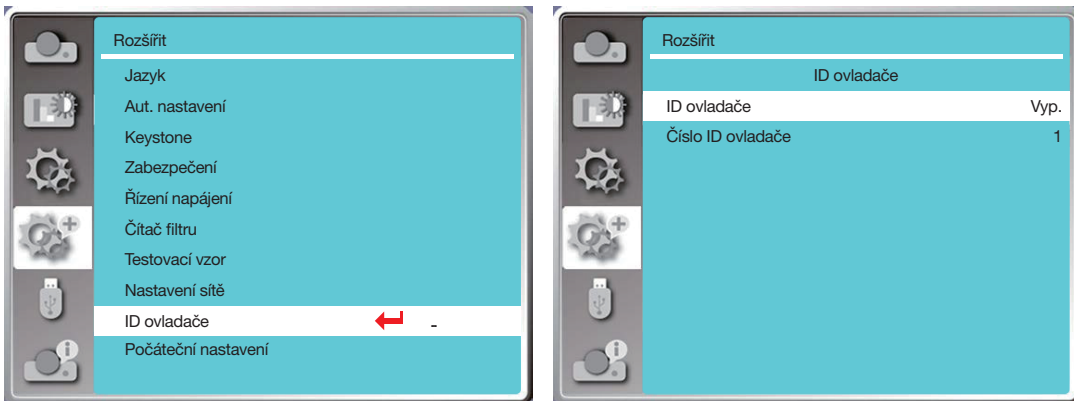 Rozšířit
Jazyk
Aut. nastavení
Keystone
Zabezpečení
Řízení napájení
Čítač filtru
Testovací vzor
Nastavení sítě
ID ovladače -
Počáteční nastavení
Rozšířit
ID ovladače
ID ovladače Vyp.
Číslo ID ovladače 1